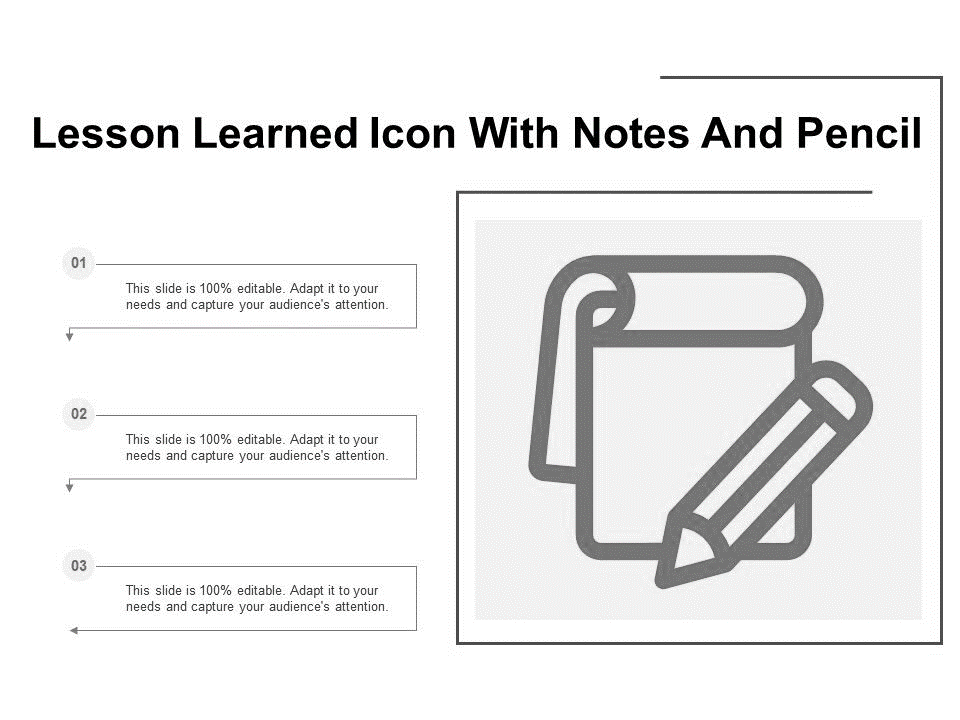 Lesson Learned Icon With Notes And Pencil
01
This slide is 100% editable. Adapt it to your
needs and capture your audience's attention.
02
This slide is 100% editable. Adapt it to your
needs and capture your audience's attention.
03
This slide is 100% editable. Adapt it to your
needs and capture your audience's attention.